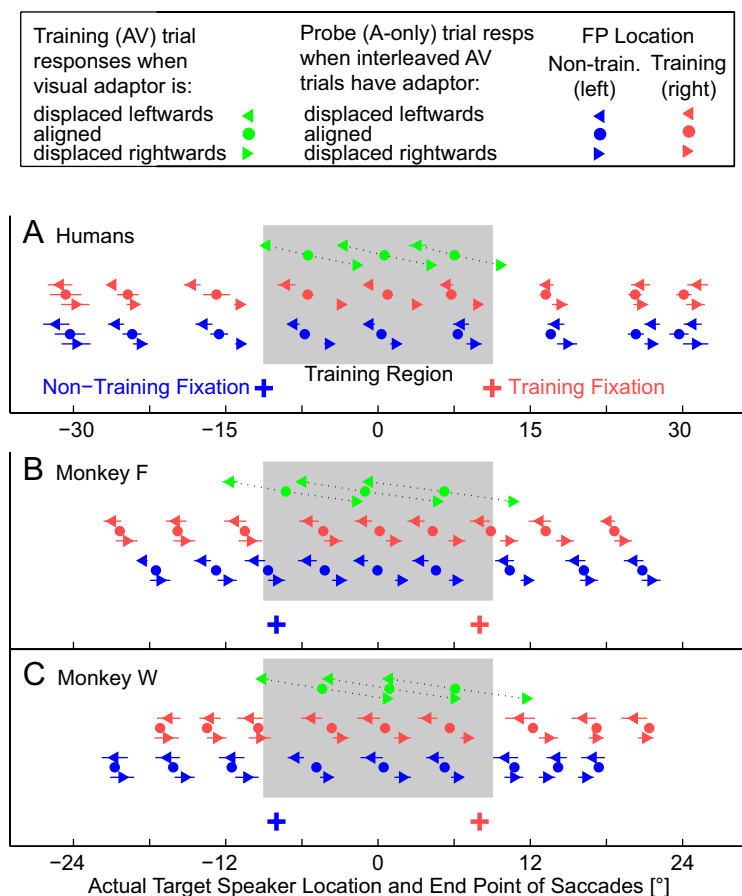 Training (AV) trial
responses when
visual adaptor is:
displaced leftwards
aligned
displaced rightwards
Probe (A-only) trial resps
when interleaved AV
trials have adaptor:
displaced leftwards
aligned
displaced rightwards
FP Location
Non-train. Training
(left) (right)
A Humans
Non−Training Fixation Training Region Training Fixation
−30 −15 0 15 30
B Monkey F
−24 −12 0 12 24
C Monkey W
Actual Target Speaker Location and End Point of Saccades [°]